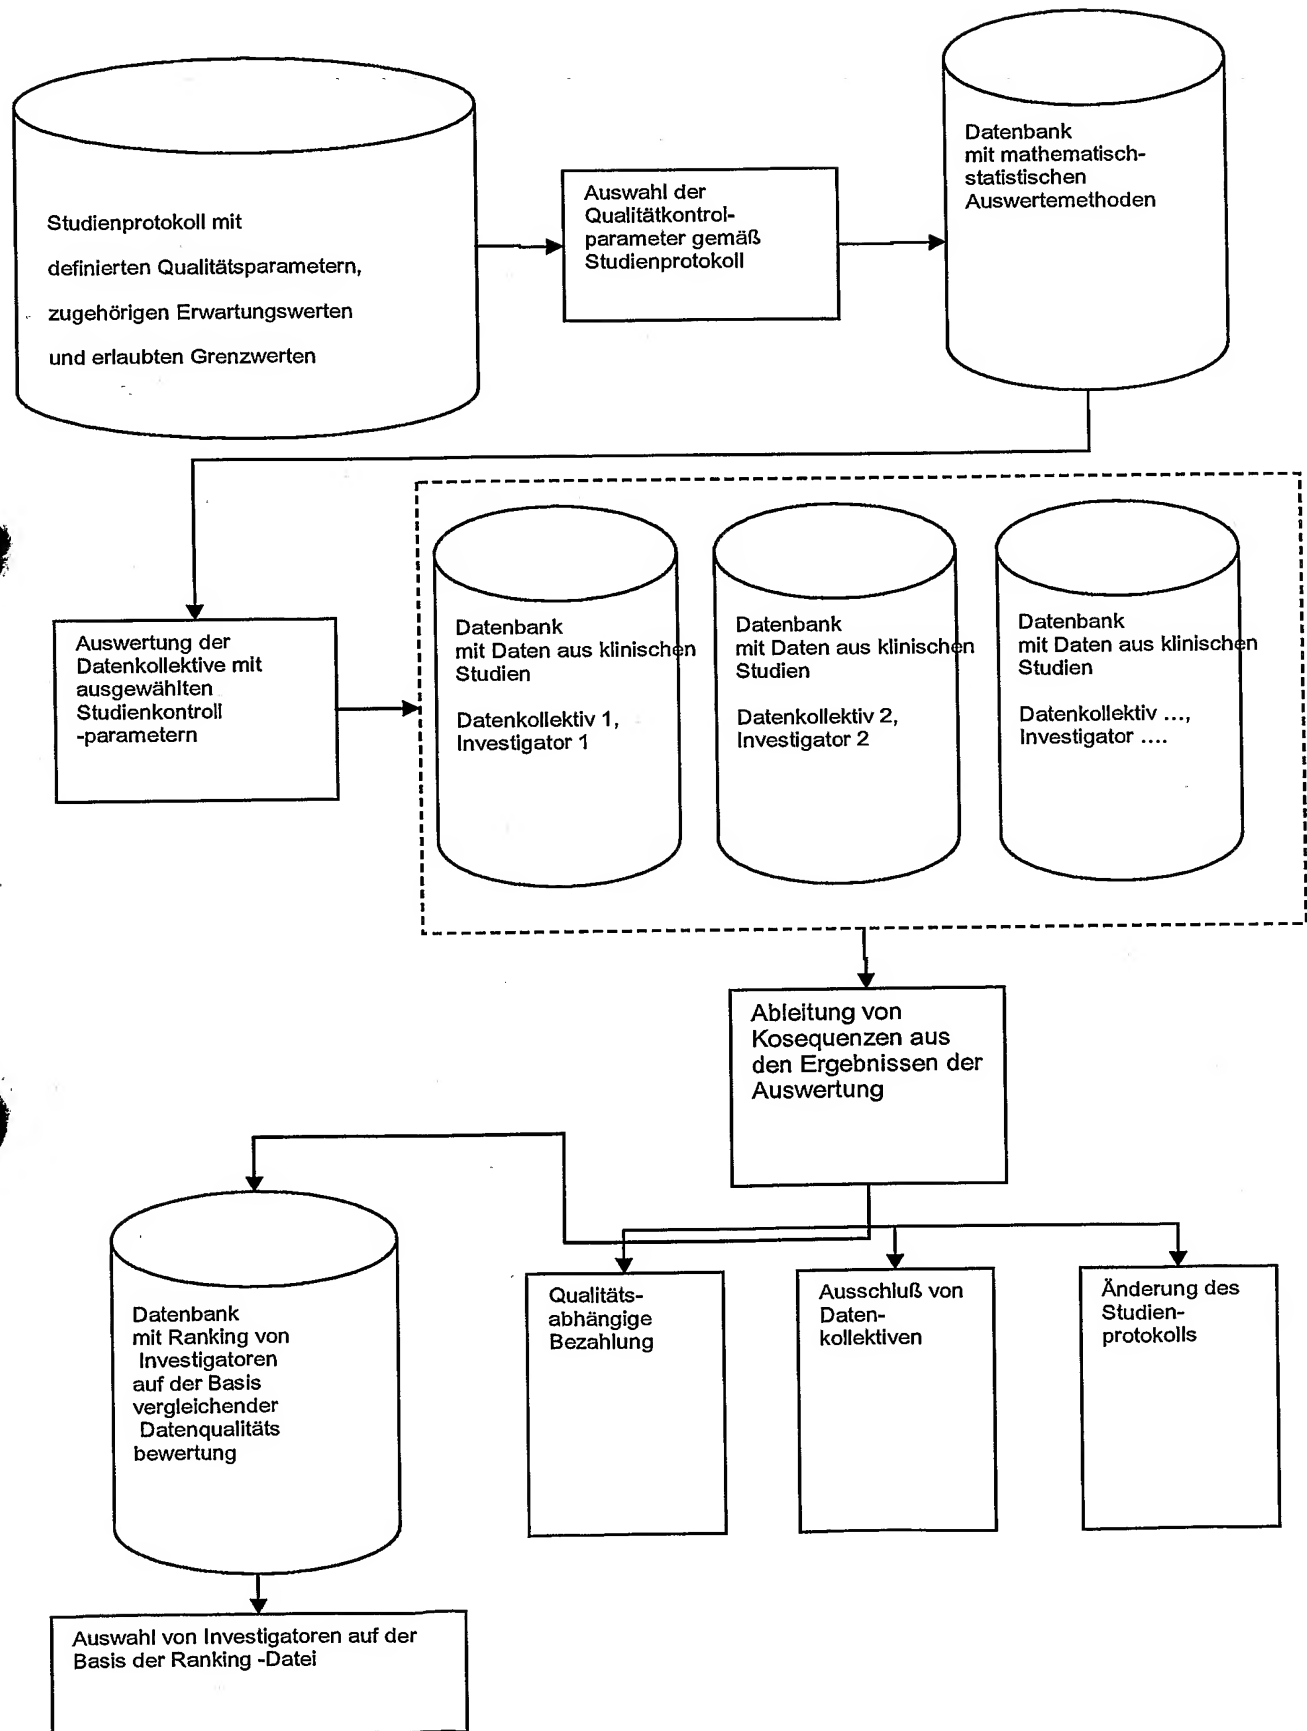 Studienprotokoll mit
definierten Qualitätsparametern,
zugehörigen Erwartungswerten
und erlaubten Grenzwerten
Auswahl der
Qualitätkontrol-
parameter gemäß
Studienprotokoll
Datenbank
mit mathematisch-
statistischen
Auswertemethoden
Auswertung der
Datenkollektive mit
ausgewählten
Studienkontroll
-parametern
Datenbank
mit Daten aus klinischen
Studien
Datenkollektiv 1,
Investigator 1
Datenbank
mit Daten aus klinischen
Studien
Datenkollektiv 2,
Investigator 2
Datenbank
mit Daten aus klinischen
Studien
Datenkollektiv ...,
Investigator ....
Ableitung von
Kosequenzen aus
den Ergebnissen der
Auswertung
Datenbank
mit Ranking von
Investigatoren
auf der Basis
vergleichender
Datenqualitäts
bewertung
Qualitäts-
abhängige
Bezahlung
Ausschluß von
Daten-
kollektiven
Änderung des
Studien-
protokolls
Auswahl von Investigatoren auf der
Basis der Ranking -Datei